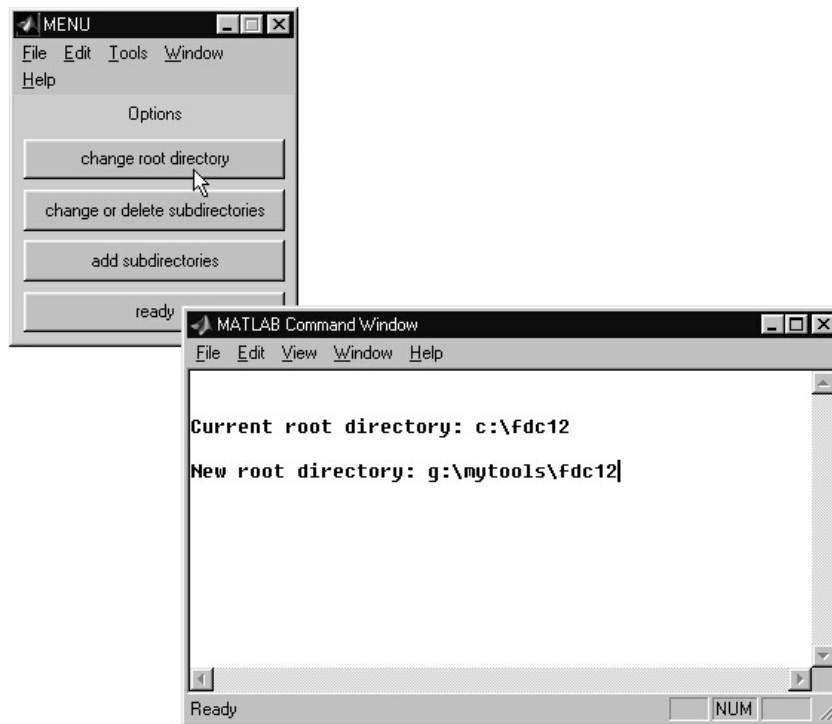 MENU
File Edit Tools Window
Help
Options
change root directory
change or delete subdirectories
add subdirectories
ready
MATLAB Command Window
File Edit View Window Help
Current root directory: c:\fdc12
New root directory: g:\mytools\fdc12
Ready NUM